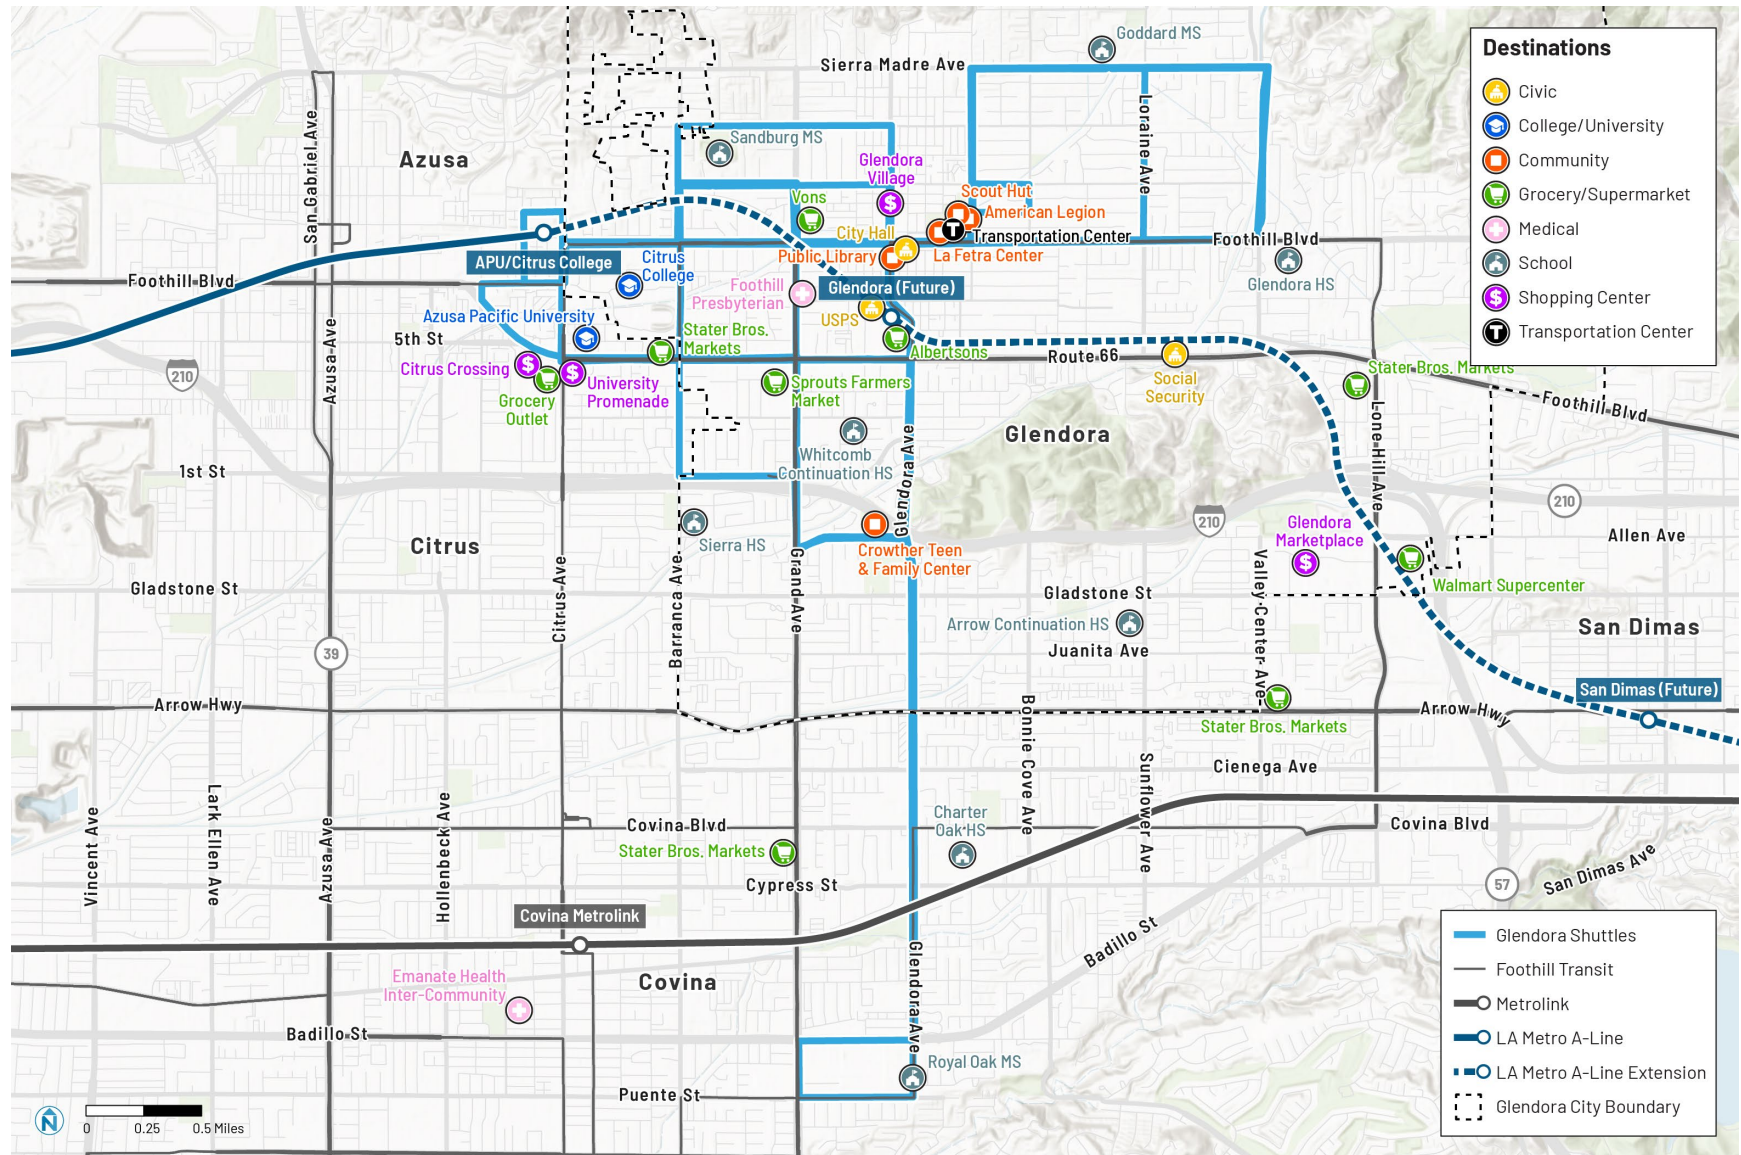 Goddard MS
Sierra Madre Ave
Destinations
Civic
College/University
Community
Grocery/Supermarket
Medical
School
Shopping Center
Transportation Center
San Gabriel Ave
Azusa
Sandburg MS
Loraine Ave
Glendora
Village
Vons
Scout Hut
American Legion
City Hall
Transportation Center
Foothill Blvd
Public Library
La Fetra Center
APU/Citrus College
Citrus
College
Foothill Blvd
Foothill
Presbyterian
Glendora (Future)
Glendora HS
Azusa Pacific University
USPS
5th St
Azusa Ave
Stater Bros.
Markets
Albertsons
Route 66
210
Citrus Crossing
University
Promenade
Grocery
Outlet
Sprouts Farmers
Market
Social
Security
Stater Bros. Markets
Foothill Blvd
Glendora
Glendora Ave
Lone Hill Ave
Whitcomb
Continuation HS
1st St
210
210
Glendora
Marketplace
Allen Ave
Citrus
Sierra HS
Crowther Teen
& Family Center
Gladstone St
Citrus Ave
Barranca Ave
Grand Ave
Gladstone St
Valley Center Ave
Walmart Supercenter
Arrow Continuation HS
Juanita Ave
San Dimas
39
San Dimas (Future)
Arrow Hwy
Arrow Hwy
Bonnie Cove Ave
Stater Bros. Markets
Sunflower Ave
Cienega Ave
Vincent Ave
Lark Ellen Ave
Azusa Ave
Hollenbeck Ave
Covina Blvd
Stater Bros. Markets
Charter
Oak HS
Covina Blvd
Cypress St
57
San Dimas Ave
Covina Metrolink
Badillo St
Glendora Ave
Emanate Health
Inter-Community
Covina
Badillo St
Royal Oak MS
Puente St
Glendora Shuttles
Foothill Transit
Metrolink
LA Metro A-Line
LA Metro A-Line Extension
Glendora City Boundary
N
0 0.25 0.5 Miles